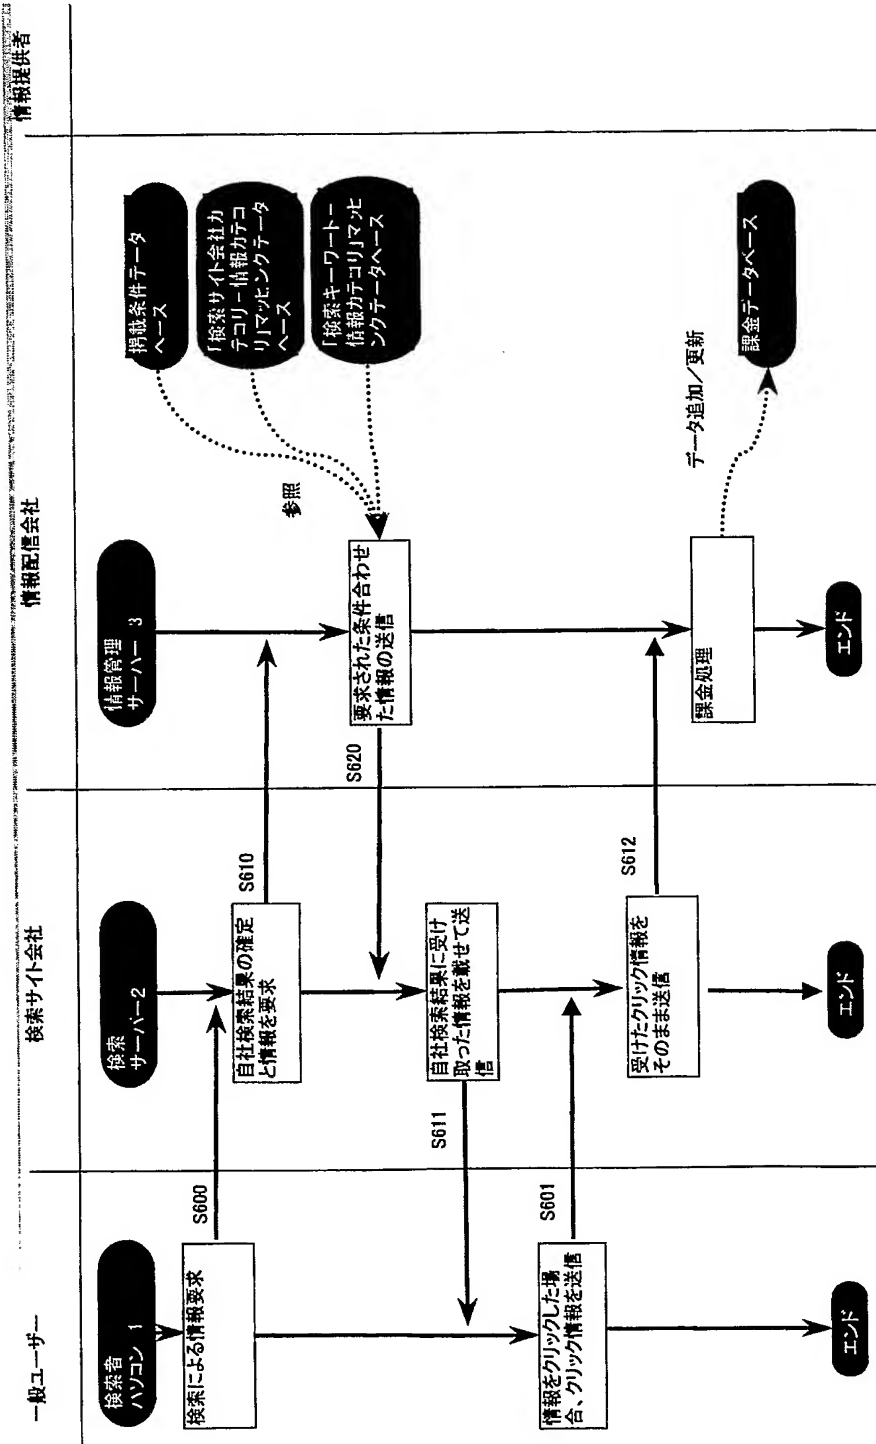 一般ユーザー
検索サイト会社
情報配信会社
情報提供者
検索者
パソコン 1
検索
サーバー2
情報管理
サーバー 3
検索による情報要求
S600
自社検索結果の確定
と情報を要求
S610
要求された条件合わせ
た情報の送信
参照
掲載条件データ
ベース
「検索サイト会社カ
テゴリー情報カテゴ
リ」マッピングデータ
ベース
「検索キーワードー
情報カテゴリ」マッピ
ングデータベース
S620
自社検索結果に受け
取った情報を載せて送
信
S611
情報をクリックした場
合、クリック情報を送信
S601
受けたクリック情報を
そのまま送信
S612
課金処理
データ追加/更新
課金データベース
エンド
エンド
エンド